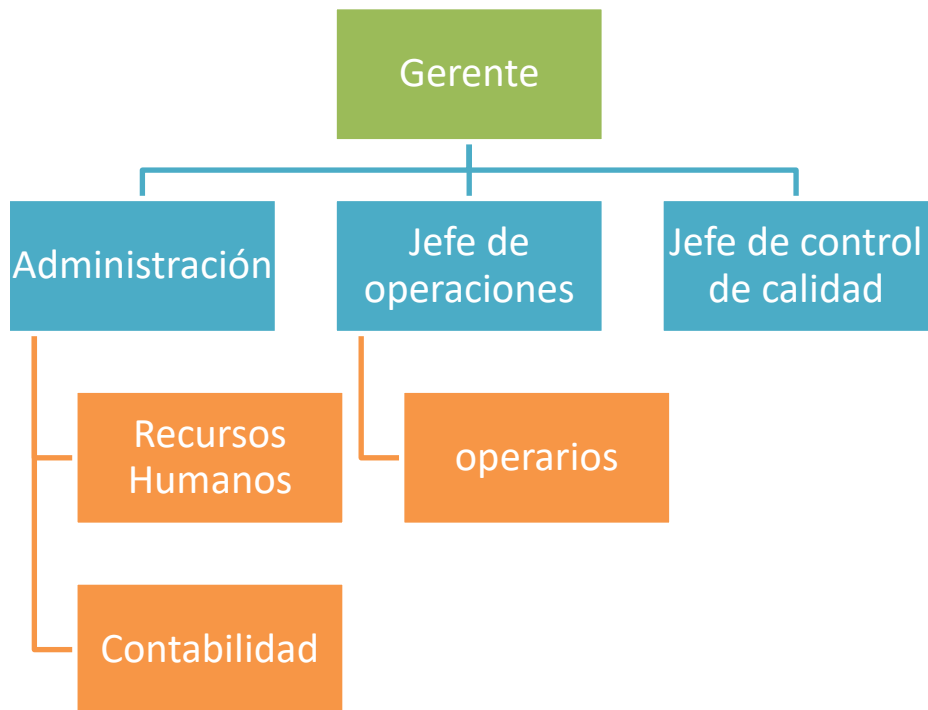 Gerente
Administración
Jefe de
operaciones
Jefe de control
de calidad
Recursos
Humanos
operarios
Contabilidad